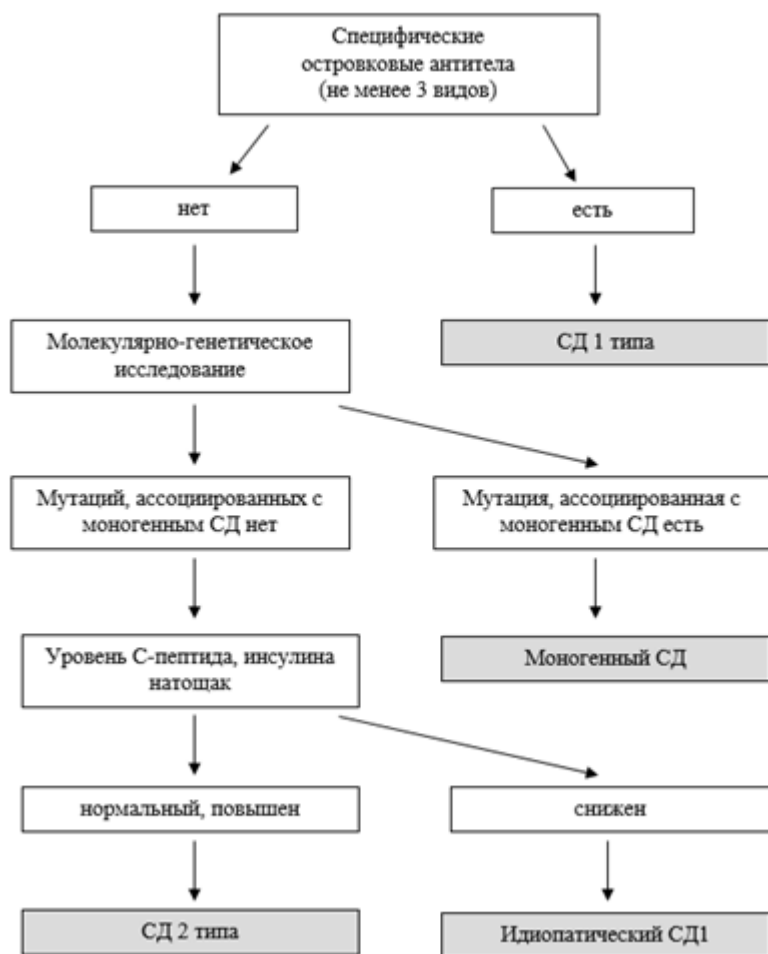 Специфические
островковые антитела
(не менее 3 видов)
нет
есть
Молекулярно-генетическое
исследование
СД 1 типа
Мутаций, ассоциированных с
моногенным СД нет
Мутация, ассоциированная с
моногенным СД есть
Уровень С-пептида, инсулина
натощак
Моногенный СД
нормальный, повышен
снижен
СД 2 типа
Идиопатический СД1